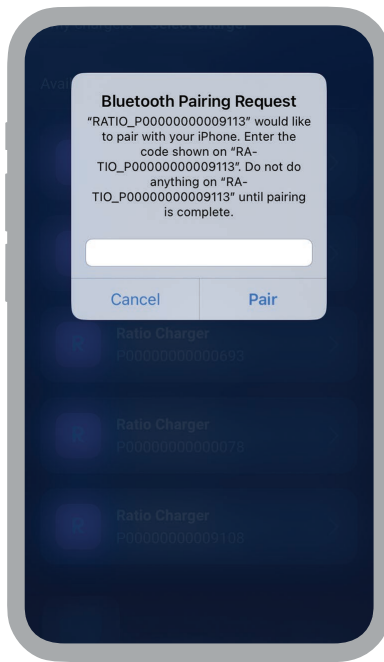 Avai
Bluetooth Pairing Request
“RATIO_P00000000009113” would like
to pair with your iPhone. Enter the
code shown on “RA-
TIO_P00000000009113”. Do not do
anything on “RA-
TIO_P00000000009113” until pairing
is complete.
Cancel
Pair
R
Ratio Charger
P00000000000693
R
Ratio Charger
P00000000000078
R
Ratio Charger
P00000000009108